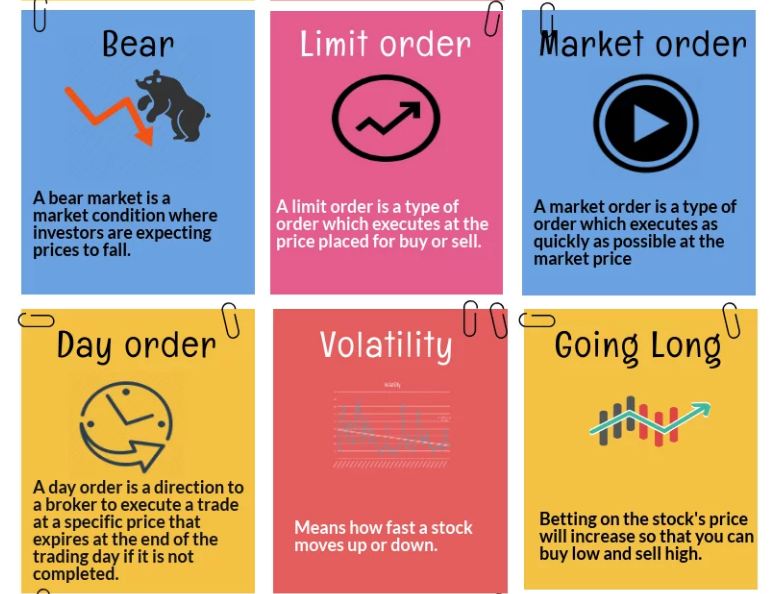 Bear
A bear market is a
market condition where
investors are expecting
prices to fall.
Limit order
A limit order is a type of
order which executes at the
price placed for buy or sell.
Market order
A market order is a type of
order which executes as
quickly as possible at the
market price
Day order
A day order is a direction to
a broker to execute a trade
at a specific price that
expires at the end of the
trading day if it is not
completed.
Volatility
Volatility
Means how fast a stock
moves up or down.
Going Long
Betting on the stock's price
will increase so that you can
buy low and sell high.